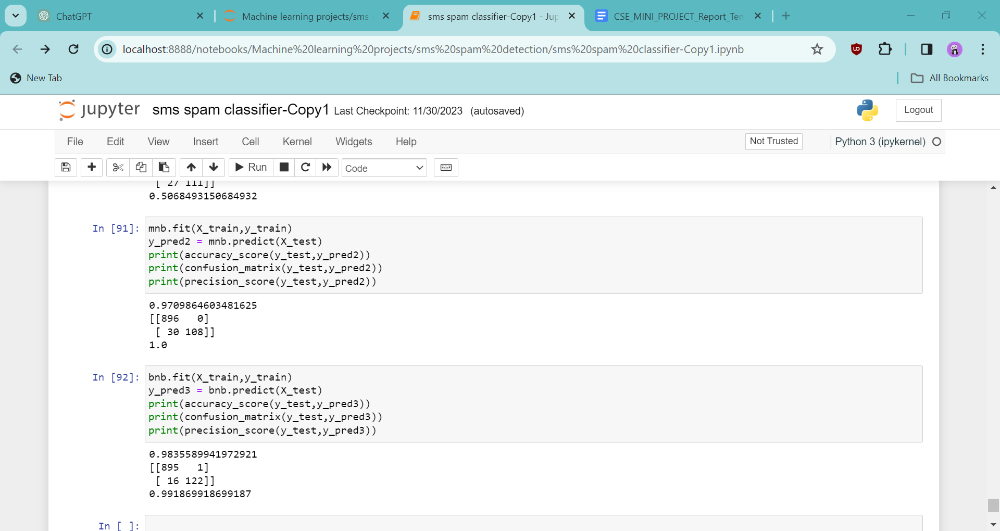 ChatGPT
Machine learning projects/sms
sms spam classifier-Copy1 - Jup
CSE_MINI_PROJECT_Report_Ten
localhost:8888/notebooks/Machine%20learning%20projects/sms%20spam%20detection/sms%20spam%20classifier-Copy1.ipynb
New Tab
All Bookmarks
jupyter sms spam classifier-Copy1 Last Checkpoint: 11/30/2023 (autosaved)
Logout
File Edit View Insert Cell Kernel Widgets Help
Not Trusted
Python 3 (ipykernel)
Run
Code
[ 27 111]]
0.5068493150684932
In [91]:
mnb.fit(X_train,y_train)
y_pred2 = mnb.predict(X_test)
print(accuracy_score(y_test,y_pred2))
print(confusion_matrix(y_test,y_pred2))
print(precision_score(y_test,y_pred2))
0.9709864603481625
[[896   0]
 [ 30 108]]
1.0
In [92]:
bnb.fit(X_train,y_train)
y_pred3 = bnb.predict(X_test)
print(accuracy_score(y_test,y_pred3))
print(confusion_matrix(y_test,y_pred3))
print(precision_score(y_test,y_pred3))
0.9835589941972921
[[895   1]
 [ 16 122]]
0.991869918699187
In [ ]: